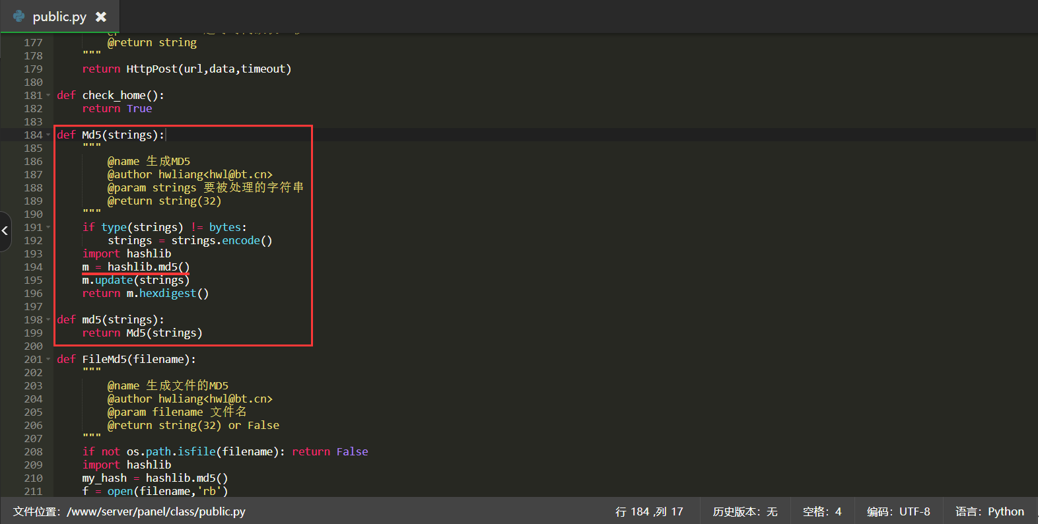 public.py ✖
177 @return string
178 """
179 return HttpPost(url,data,timeout)
180
181 def check_home():
182 return True
183
184 def Md5(strings):
185 """
186 @name 生成MD5
187 @author hwliang<hwl@bt.cn>
188 @param strings 要被处理的字符串
189 @return string(32)
190 """
191 if type(strings) != bytes:
192 strings = strings.encode()
193 import hashlib
194 m = hashlib.md5()
195 m.update(strings)
196 return m.hexdigest()
197
198 def md5(strings):
199 return Md5(strings)
200
201 def FileMd5(filename):
202 """
203 @name 生成文件的MD5
204 @author hwliang<hwl@bt.cn>
205 @param filename 文件名
206 @return string(32) or False
207 """
208 if not os.path.isfile(filename): return False
209 import hashlib
210 my_hash = hashlib.md5()
211 f = open(filename,'rb')
文件位置：/www/server/panel/class/public.py 行 184 ,列 17 历史版本：无 空格：4 编码：UTF-8 语言：Python